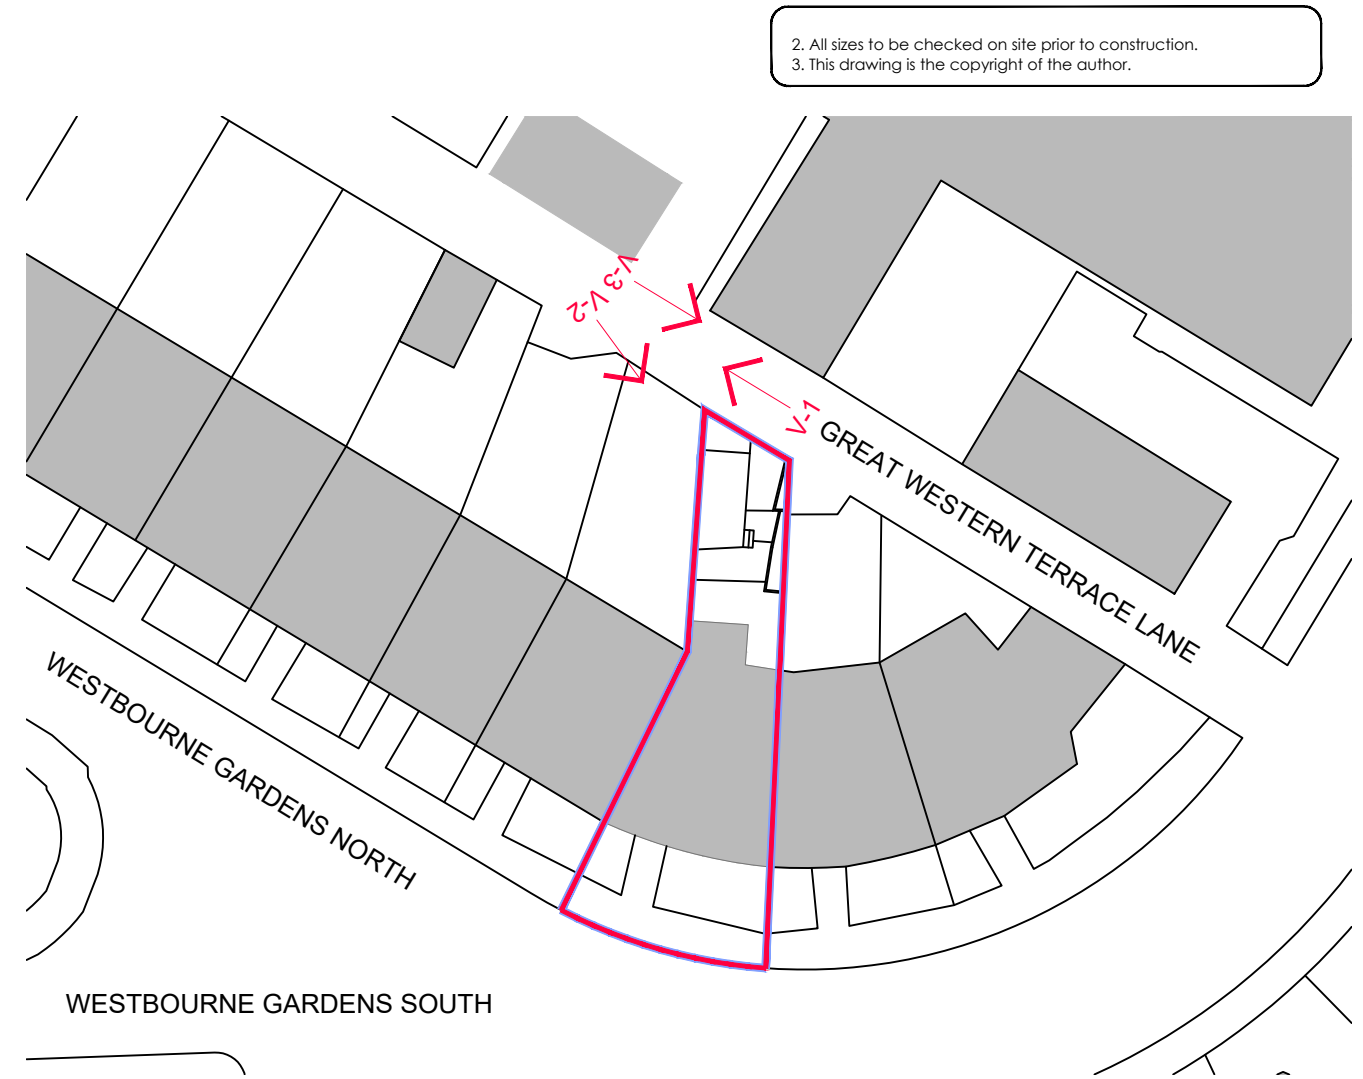 2. All sizes to be checked on site prior to construction.
3. This drawing is the copyright of the author.
V-3
V-2
V-1
GREAT WESTERN TERRACE LANE
WESTBOURNE GARDENS NORTH
WESTBOURNE GARDENS SOUTH